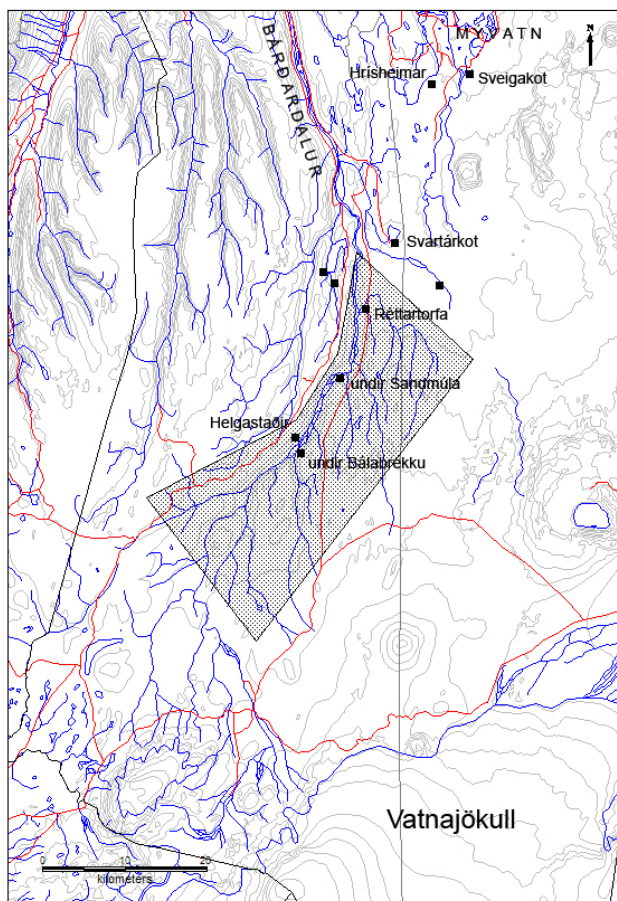 MÝVATN
N
BÁRÐARDALUR
Hrísheimar
Sveigakot
Svartárkot
Réttartorfa
undir Sandmúla
Helgastaðir
undir Bálabrekku
Vatnajökull
0 10 20
kilometers